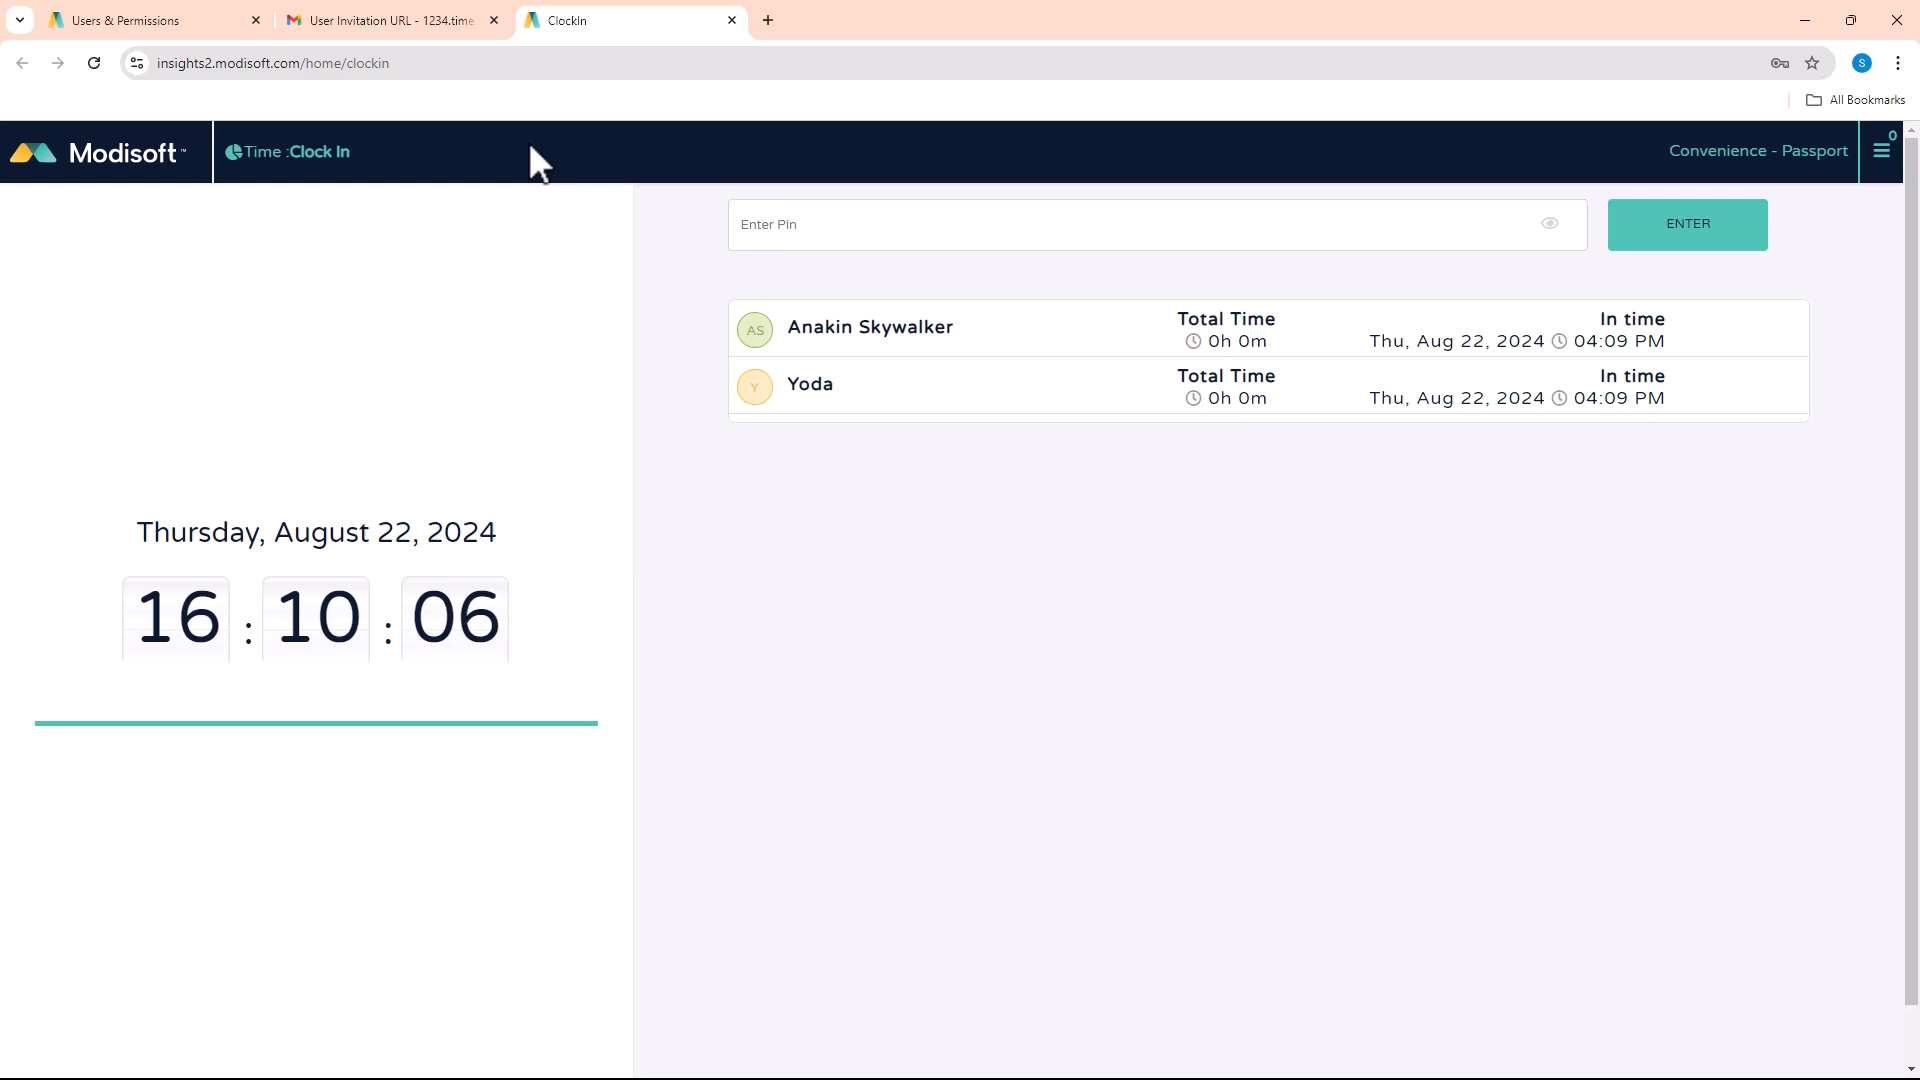 Users & Permissions
User Invitation URL - 1234.time
ClockIn
insights2.modisoft.com/home/clockin
S
All Bookmarks
Modisoft™
Time :Clock In
Convenience - Passport
0
Enter Pin
ENTER
AS
Anakin Skywalker
Total Time
0h 0m
In time
Thu, Aug 22, 2024 04:09 PM
Y
Yoda
Total Time
0h 0m
In time
Thu, Aug 22, 2024 04:09 PM
Thursday, August 22, 2024
16 : 10 : 06